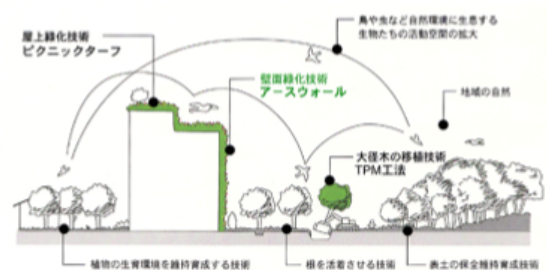 鳥や虫など自然環境に生息する
生物たちの活動空間の拡大
屋上緑化技術
ピクニックターフ
壁面緑化技術
アースウォール
地域の自然
大径木の移植技術
TPM工法
植物の生育環境を維持育成する技術
根を活着させる技術
表土の保全維持育成技術